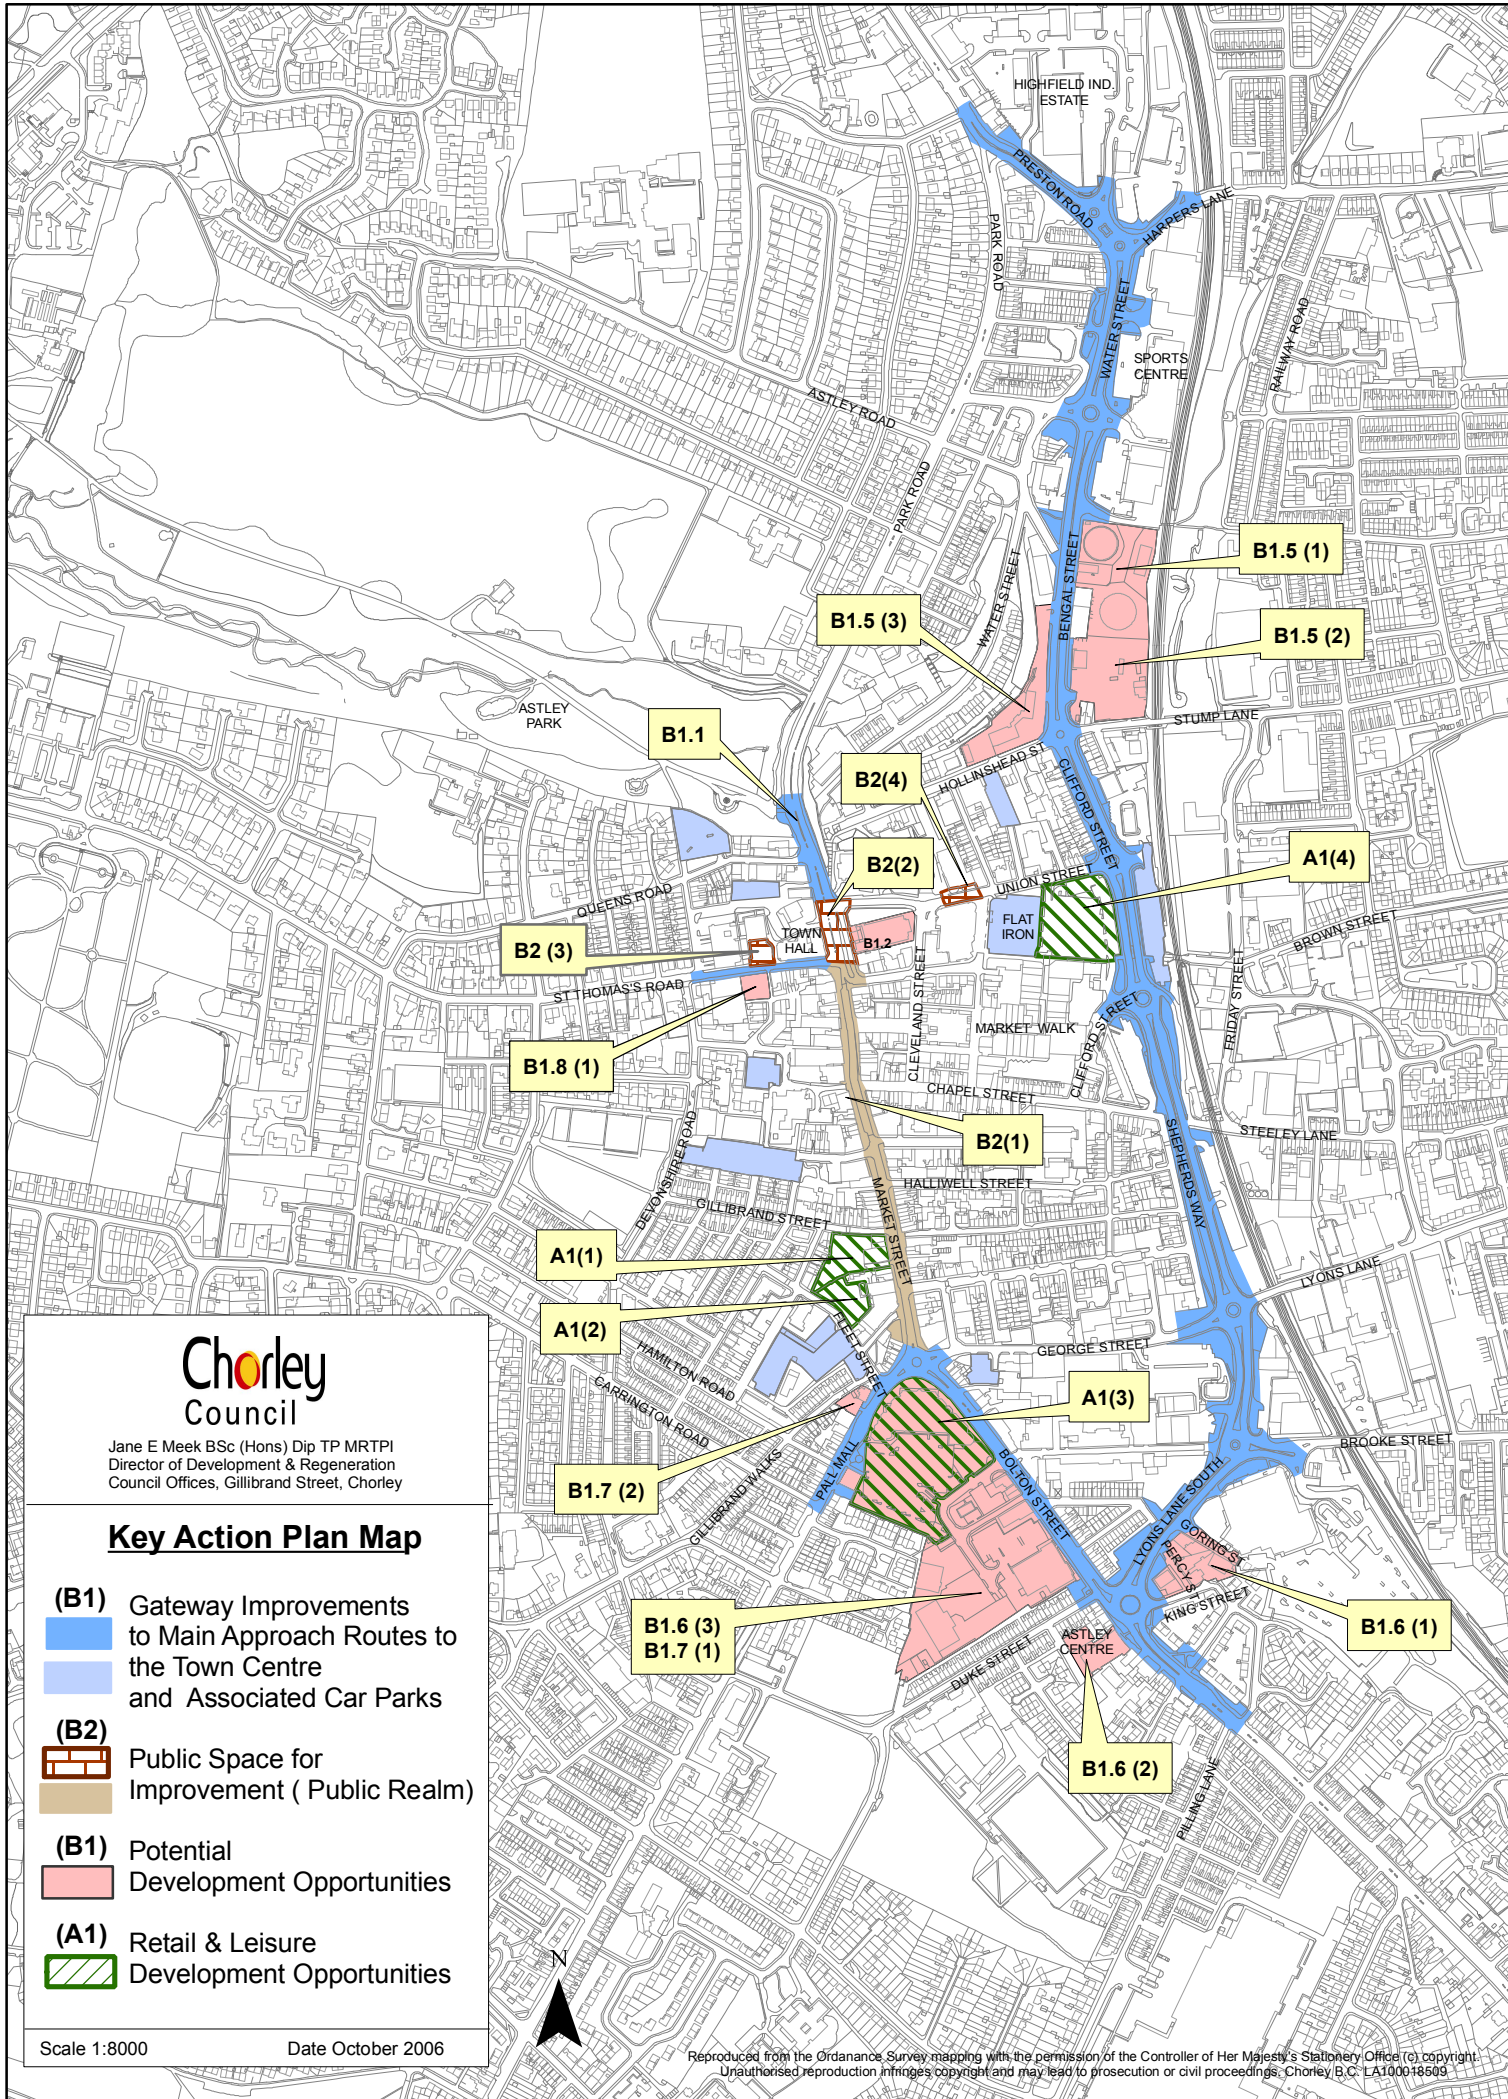 HIGHFIELD IND.
ESTATE
PRESTON ROAD
HARPERS LANE
PARK ROAD
WATER STREET
SPORTS
CENTRE
RAILWAY ROAD
ASTLEY ROAD
PARK ROAD
BENGAL STREET
B1.5 (1)
WATER STREET
B1.5 (3)
B1.5 (2)
ASTLEY
PARK
STUMP LANE
B1.1
HOLLINSHEAD ST
B2(4)
CLIFFORD STREET
A1(4)
B2(2)
UNION STREET
QUEENS ROAD
FLAT
IRON
TOWN
HALL
B1.2
BROWN STREET
B2 (3)
ST THOMAS'S ROAD
CLEVELAND STREET
FRIDAY STREET
MARKET WALK
CLIFFORD STREET
B1.8 (1)
CHAPEL STREET
B2(1)
STEELEY LANE
SHEPHERDS WAY
DEVONSHIRE ROAD
HALLIWELL STREET
GILLIBRAND STREET
MARKET STREET
A1(1)
LYONS LANE
A1(2)
FLEET STREET
GEORGE STREET
HAMILTON ROAD
CARRINGTON ROAD
A1(3)
BROOKE STREET
PALL MALL
BOLTON STREET
B1.7 (2)
GILLIBRAND WALKS
LYONS LANE SOUTH
GORING ST
PERCY ST
KING STREET
B1.6 (3)
B1.7 (1)
B1.6 (1)
ASTLEY
CENTRE
DUKE STREET
B1.6 (2)
PILLING LANE
Chorley
Council
Jane E Meek BSc (Hons) Dip TP MRTPI
Director of Development & Regeneration
Council Offices, Gillibrand Street, Chorley
Key Action Plan Map
(B1) Gateway Improvements
to Main Approach Routes to
the Town Centre
and Associated Car Parks
(B2)
Public Space for
Improvement ( Public Realm)
(B1) Potential
Development Opportunities
(A1) Retail & Leisure
Development Opportunities
Scale 1:8000 Date October 2006
N
Reproduced from the Ordanance Survey mapping with the permission of the Controller of Her Majesty's Stationery Office (c) copyright.
Unauthorised reproduction infringes copyright and may lead to prosecution or civil proceedings. Chorley B.C. LA100018509